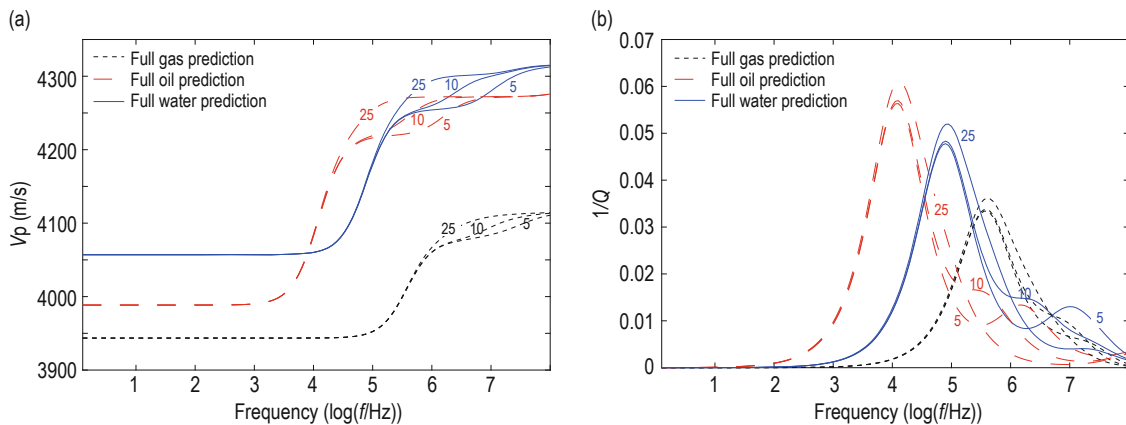 (a)
Full gas prediction
Full oil prediction
Full water prediction
4300
4200
4100
4000
3900
Vp (m/s)
25
10
5
25
10
5
25
10
5
1 2 3 4 5 6 7
Frequency (log(f/Hz))
(b)
Full gas prediction
Full oil prediction
Full water prediction
0.07
0.06
0.05
0.04
0.03
0.02
0.01
0
1/Q
25
25
10
5
10
5
1 2 3 4 5 6 7
Frequency (log(f/Hz))